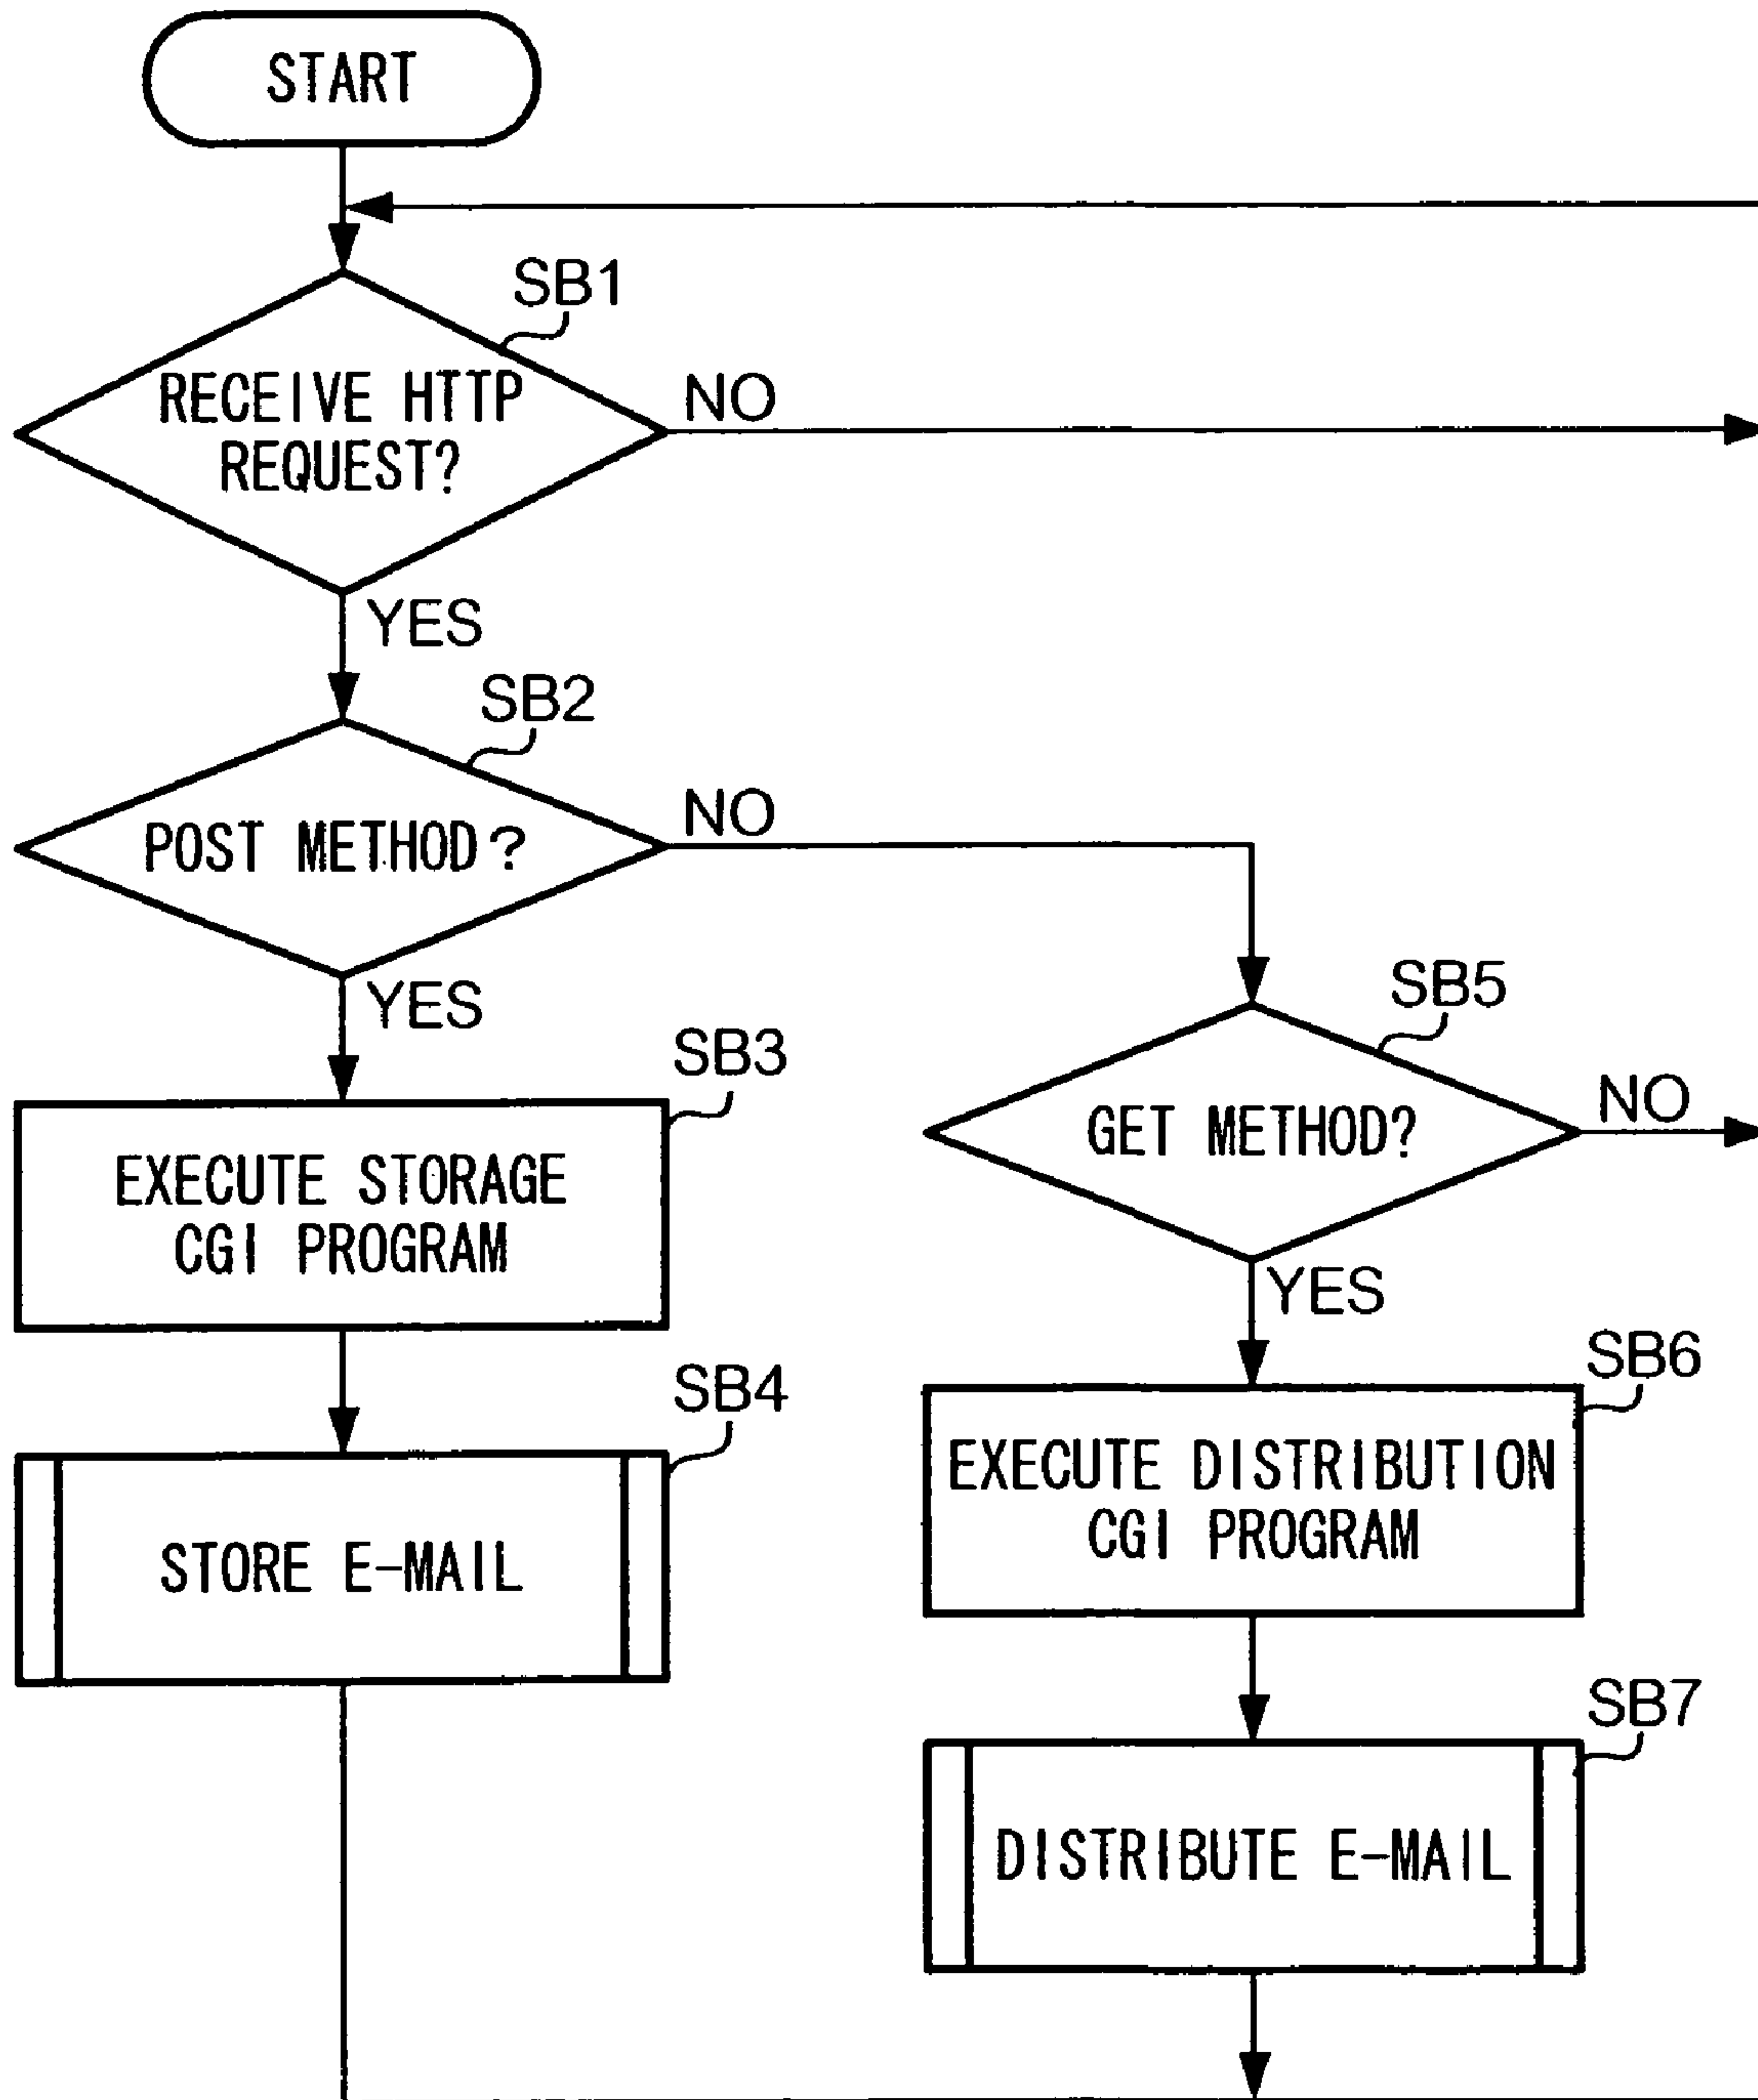 START
SB1
RECEIVE HTTP
REQUEST?
NO
YES
SB2
POST METHOD?
NO
YES
SB3
EXECUTE STORAGE
CGI PROGRAM
SB4
STORE E-MAIL
SB5
GET METHOD?
NO
YES
SB6
EXECUTE DISTRIBUTION
CGI PROGRAM
SB7
DISTRIBUTE E-MAIL